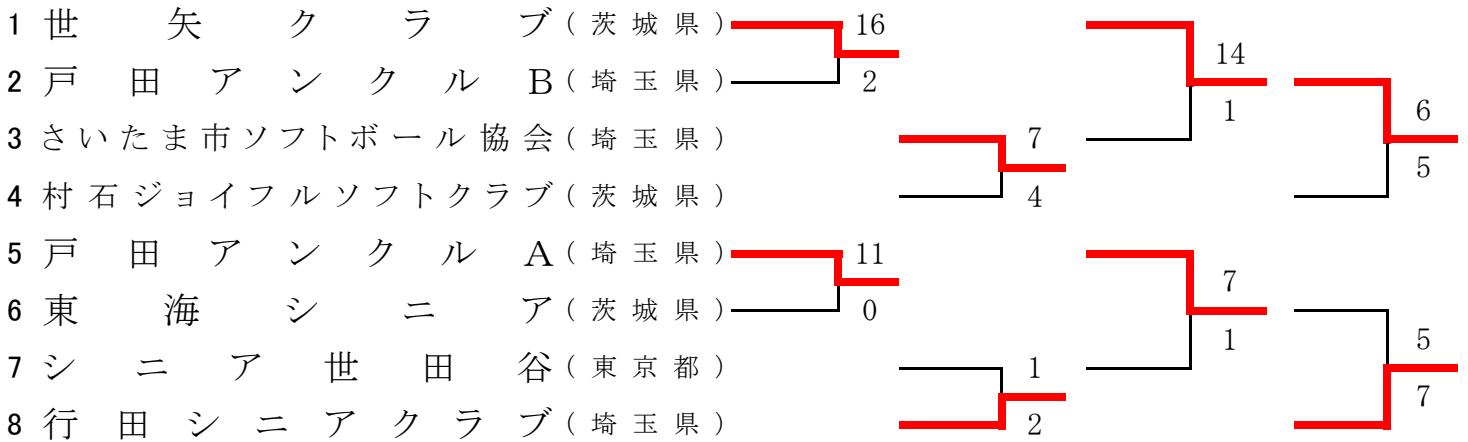 1 世矢クラブ(茨城県) 16
14
2 戸田アンクルB(埼玉県) 2
1 6
3 さいたま市ソフトボール協会(埼玉県) 7
5
4 村石ジョイフルソフトクラブ(茨城県) 4
5 戸田アンクルA(埼玉県) 11
7
6 東海シニア(茨城県) 0
1 5
7 シニア世田谷(東京都) 1
7
8 行田シニアクラブ(埼玉県) 2